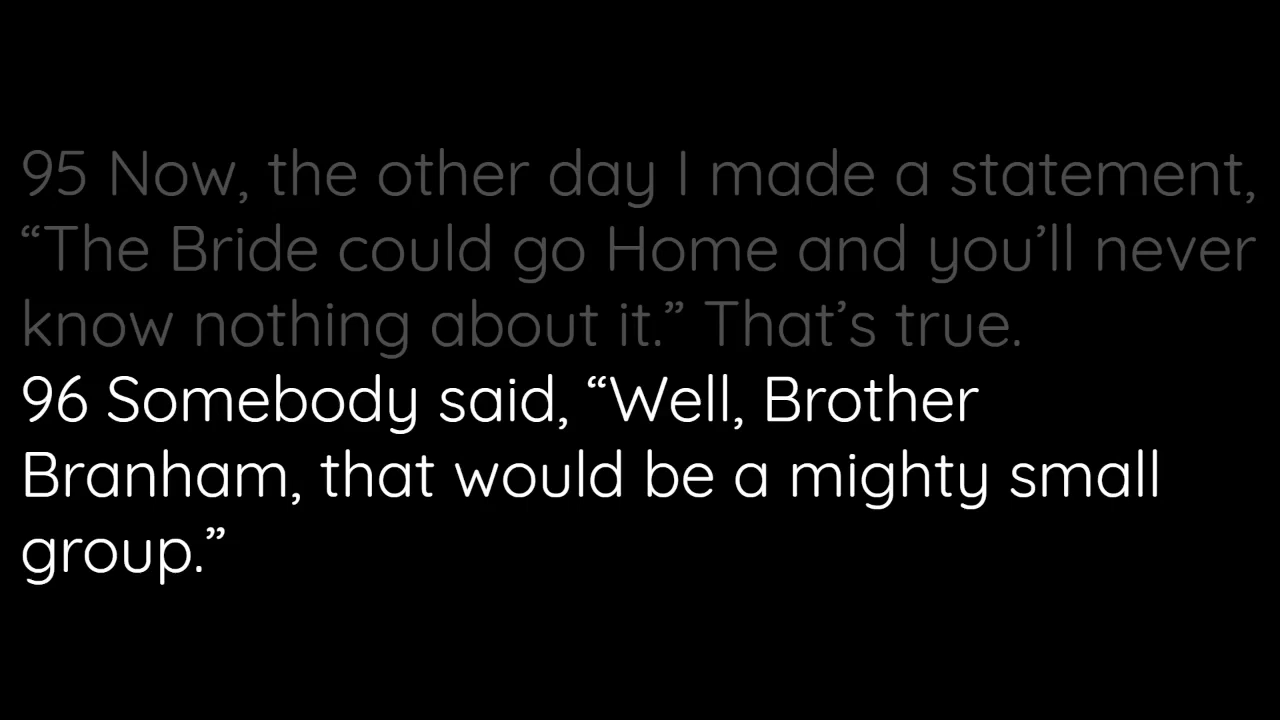 95 Now, the other day I made a statement,
“The Bride could go Home and you’ll never
know nothing about it.” That’s true.
96 Somebody said, “Well, Brother
Branham, that would be a mighty small
group.”